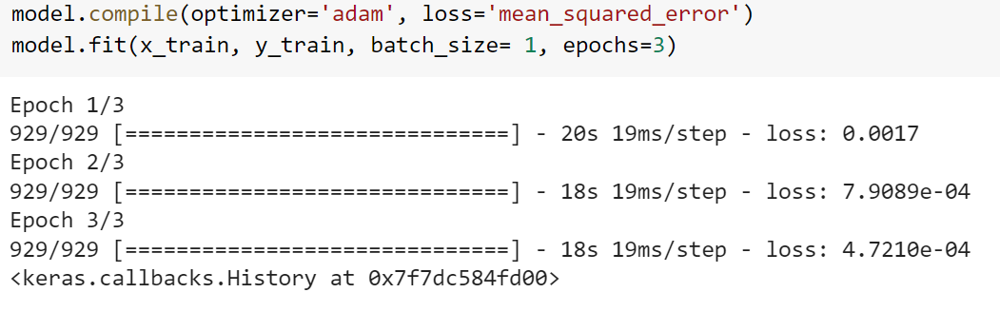 model.compile(optimizer='adam', loss='mean_squared_error')
model.fit(x_train, y_train, batch_size= 1, epochs=3)
Epoch 1/3
929/929 [==============================] - 20s 19ms/step - loss: 0.0017
Epoch 2/3
929/929 [==============================] - 18s 19ms/step - loss: 7.9089e-04
Epoch 3/3
929/929 [==============================] - 18s 19ms/step - loss: 4.7210e-04
<keras.callbacks.History at 0x7f7dc584fd00>